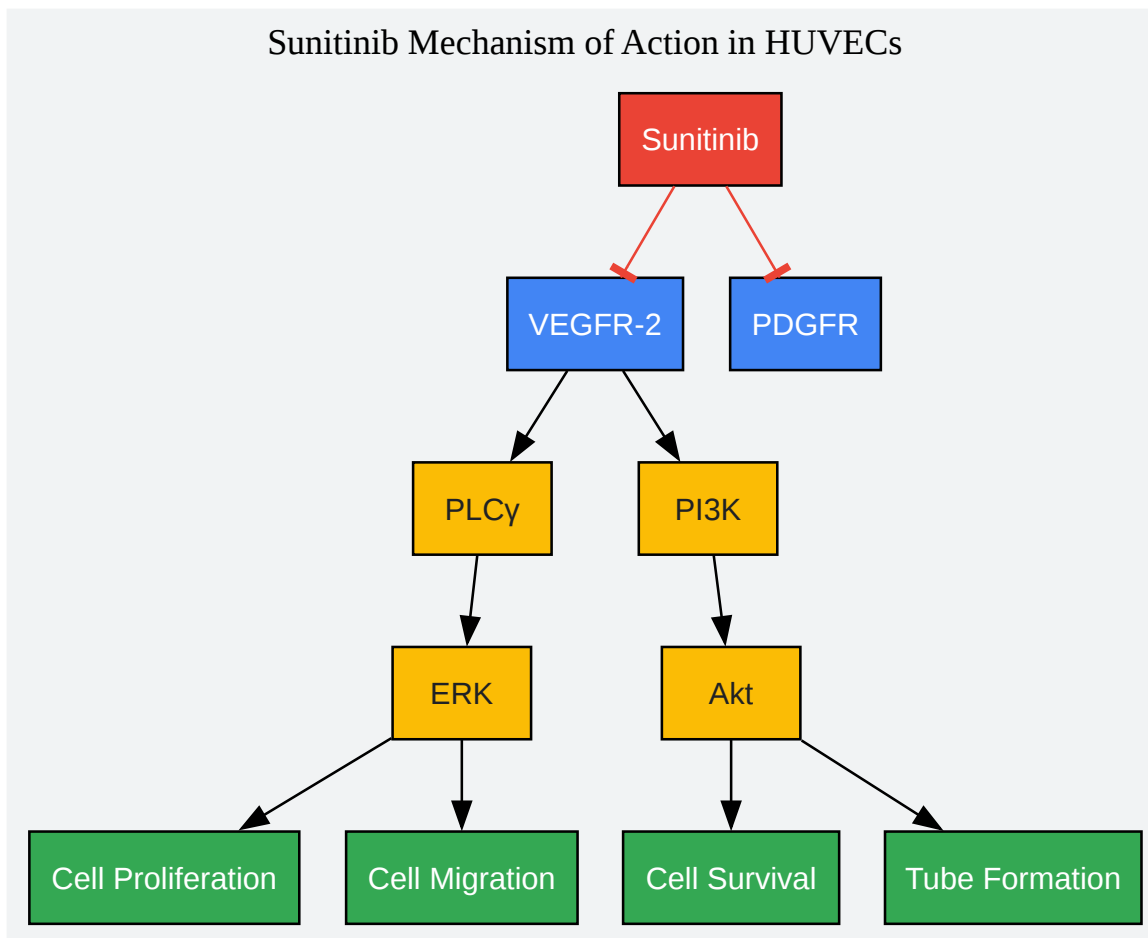 Sunitinib Mechanism of Action in HUVECs
Sunitinib
VEGFR-2
PDGFR
PLCγ
PI3K
ERK
Akt
Cell Proliferation
Cell Migration
Cell Survival
Tube Formation